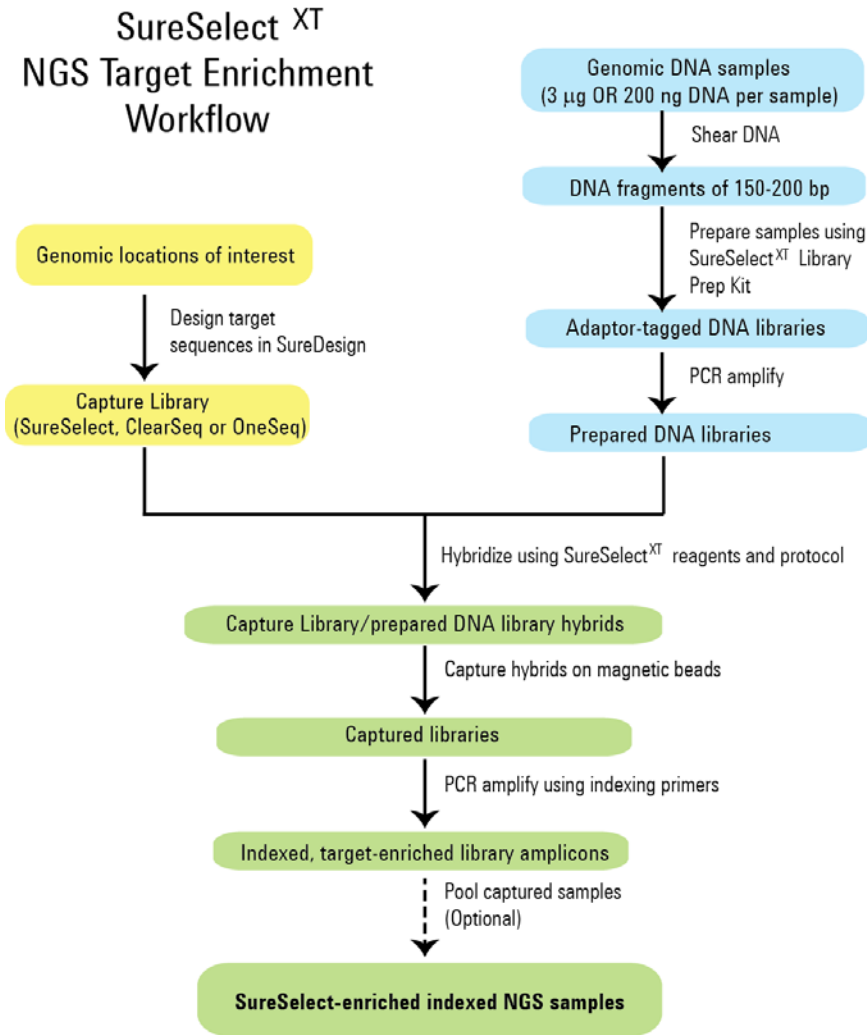 SureSelect XT
NGS Target Enrichment
Workflow
Genomic DNA samples
(3 µg OR 200 ng DNA per sample)
Shear DNA
DNA fragments of 150-200 bp
Prepare samples using
SureSelectXT Library
Prep Kit
Adaptor-tagged DNA libraries
PCR amplify
Prepared DNA libraries
Genomic locations of interest
Design target
sequences in SureDesign
Capture Library
(SureSelect, ClearSeq or OneSeq)
Hybridize using SureSelectXT reagents and protocol
Capture Library/prepared DNA library hybrids
Capture hybrids on magnetic beads
Captured libraries
PCR amplify using indexing primers
Indexed, target-enriched library amplicons
Pool captured samples
(Optional)
SureSelect-enriched indexed NGS samples